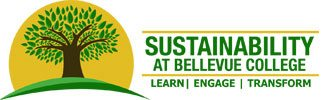 SUSTAINABILITY
AT BELLEVUE COLLEGE
LEARN| ENGAGE | TRANSFORM